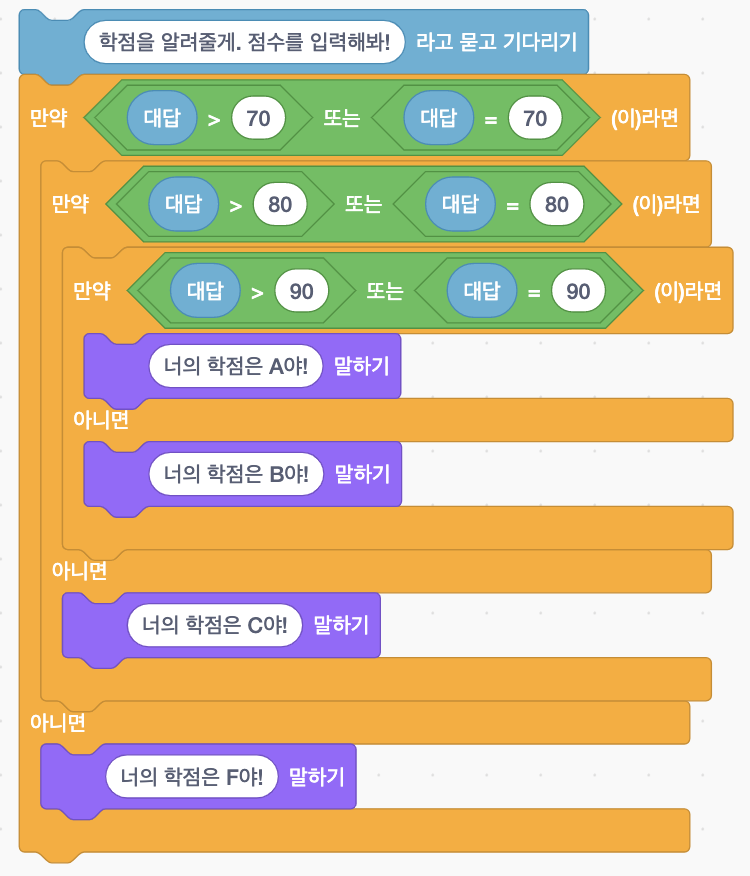 학점을 알려줄게. 점수를 입력해봐! 라고 묻고 기다리기
만약 대답 > 70 또는 대답 = 70 (이)라면
만약 대답 > 80 또는 대답 = 80 (이)라면
만약 대답 > 90 또는 대답 = 90 (이)라면
너의 학점은 A야! 말하기
아니면
너의 학점은 B야! 말하기
아니면
너의 학점은 C야! 말하기
아니면
너의 학점은 F야! 말하기